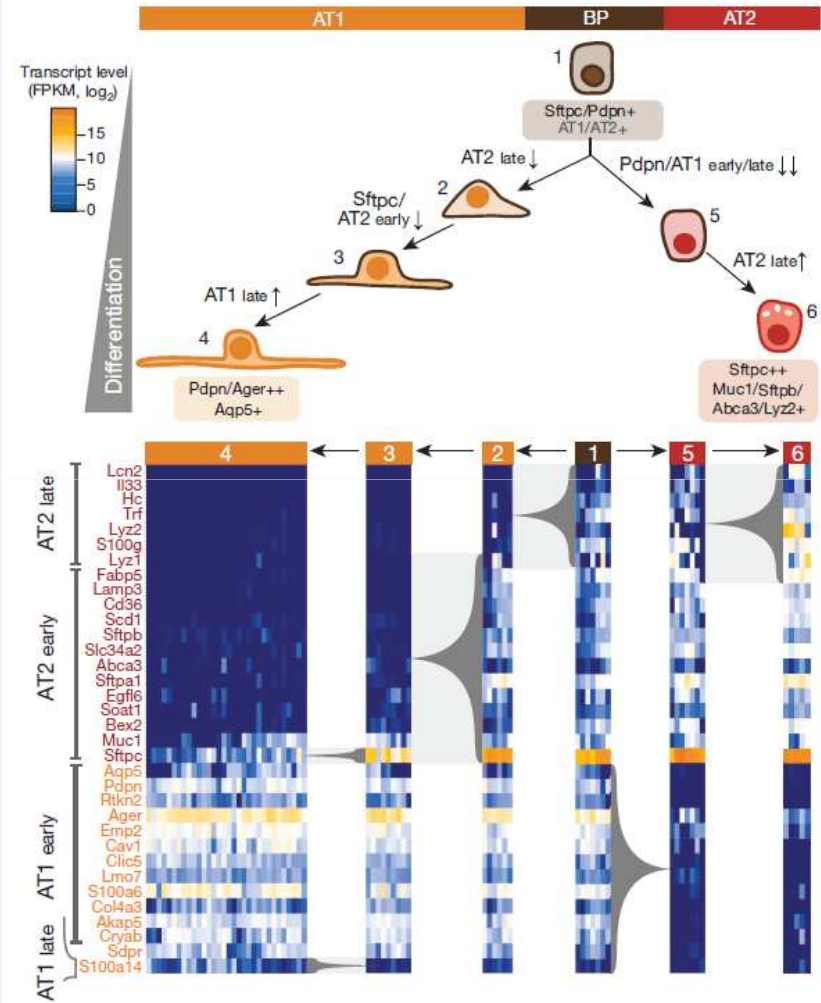 AT1 BP AT2
Transcript level
(FPKM, log2)
15
10
5
0
Differentiation
1
Sftpc/Pdpn+
AT1/AT2+
AT2 late ↓
Pdpn/AT1 early/late ↓↓
2
Sftpc/
AT2 early ↓
5
3
AT2 late↑
AT1 late ↑
6
4
Pdpn/Ager++
Aqp5+
Sftpc++
Muc1/Sftpb/
Abca3/Lyz2+
4 3 2 1 5 6
AT2 late
Lcn2
Il33
Hc
Trf
Lyz2
S100g
Lyz1
AT2 early
Fabp5
Lamp3
Cd36
Scd1
Sftpb
Slc34a2
Abca3
Sftpa1
Egfl6
Soat1
Bex2
Muc1
Sftpc
AT1 early
Aqp5
Pdpn
Rtkn2
Ager
Emp2
Cav1
Clic5
Lmo7
S100a6
Col4a3
Akap5
Cryab
AT1 late
Sdpr
S100a14